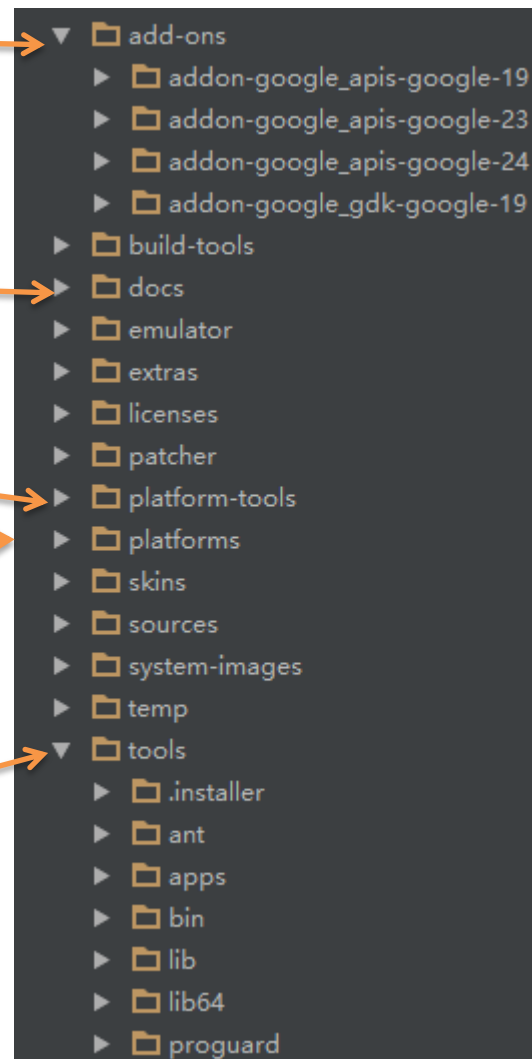 add-ons
addon-google_apis-google-19
addon-google_apis-google-23
addon-google_apis-google-24
addon-google_gdk-google-19
build-tools
docs
emulator
extras
licenses
patcher
platform-tools
platforms
skins
sources
system-images
temp
tools
.installer
ant
apps
bin
lib
lib64
proguard